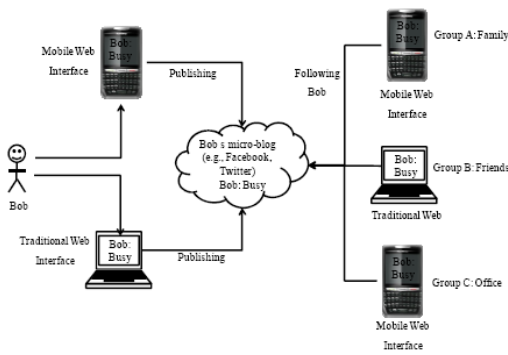 Bob:
Busy
Mobile Web
Interface
Publishing
Bob
Bob s micro-blog
(e.g., Facebook,
Twitter)
Bob: Busy
Traditional Web
Interface
Bob:
Busy
Publishing
Following
Bob
Bob:
Busy
Group A: Family
Mobile Web
Interface
Bob:
Busy
Group B: Friends
Traditional Web
Bob:
Busy
Group C: Office
Mobile Web
Interface